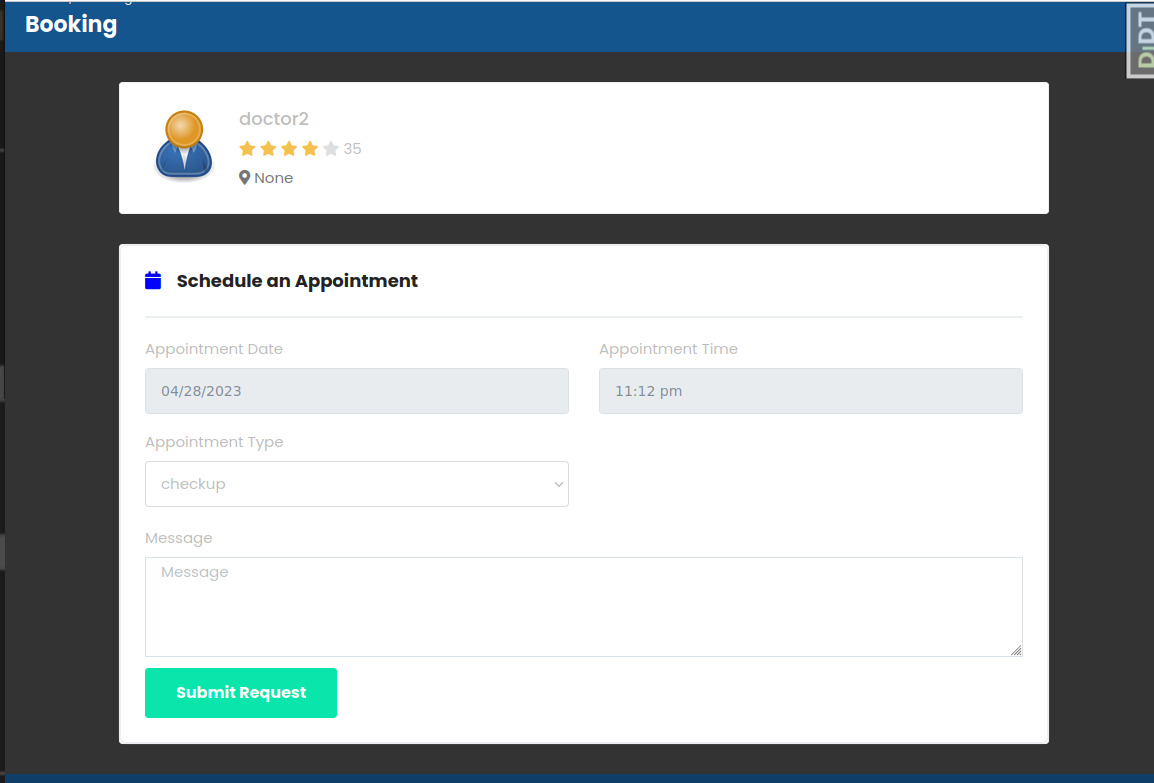 Booking
DJDT
doctor2
35
None
Schedule an Appointment
Appointment Date
Appointment Time
04/28/2023
11:12 pm
Appointment Type
checkup
Message
Message
Submit Request